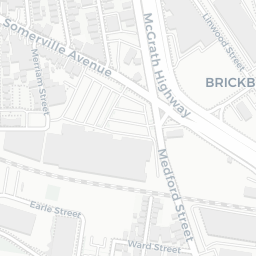 Somerville Avenue
McGrath Highway
Linwood Street
Merriam Street
BRICKB
Medford Street
Earle Street
Ward Street